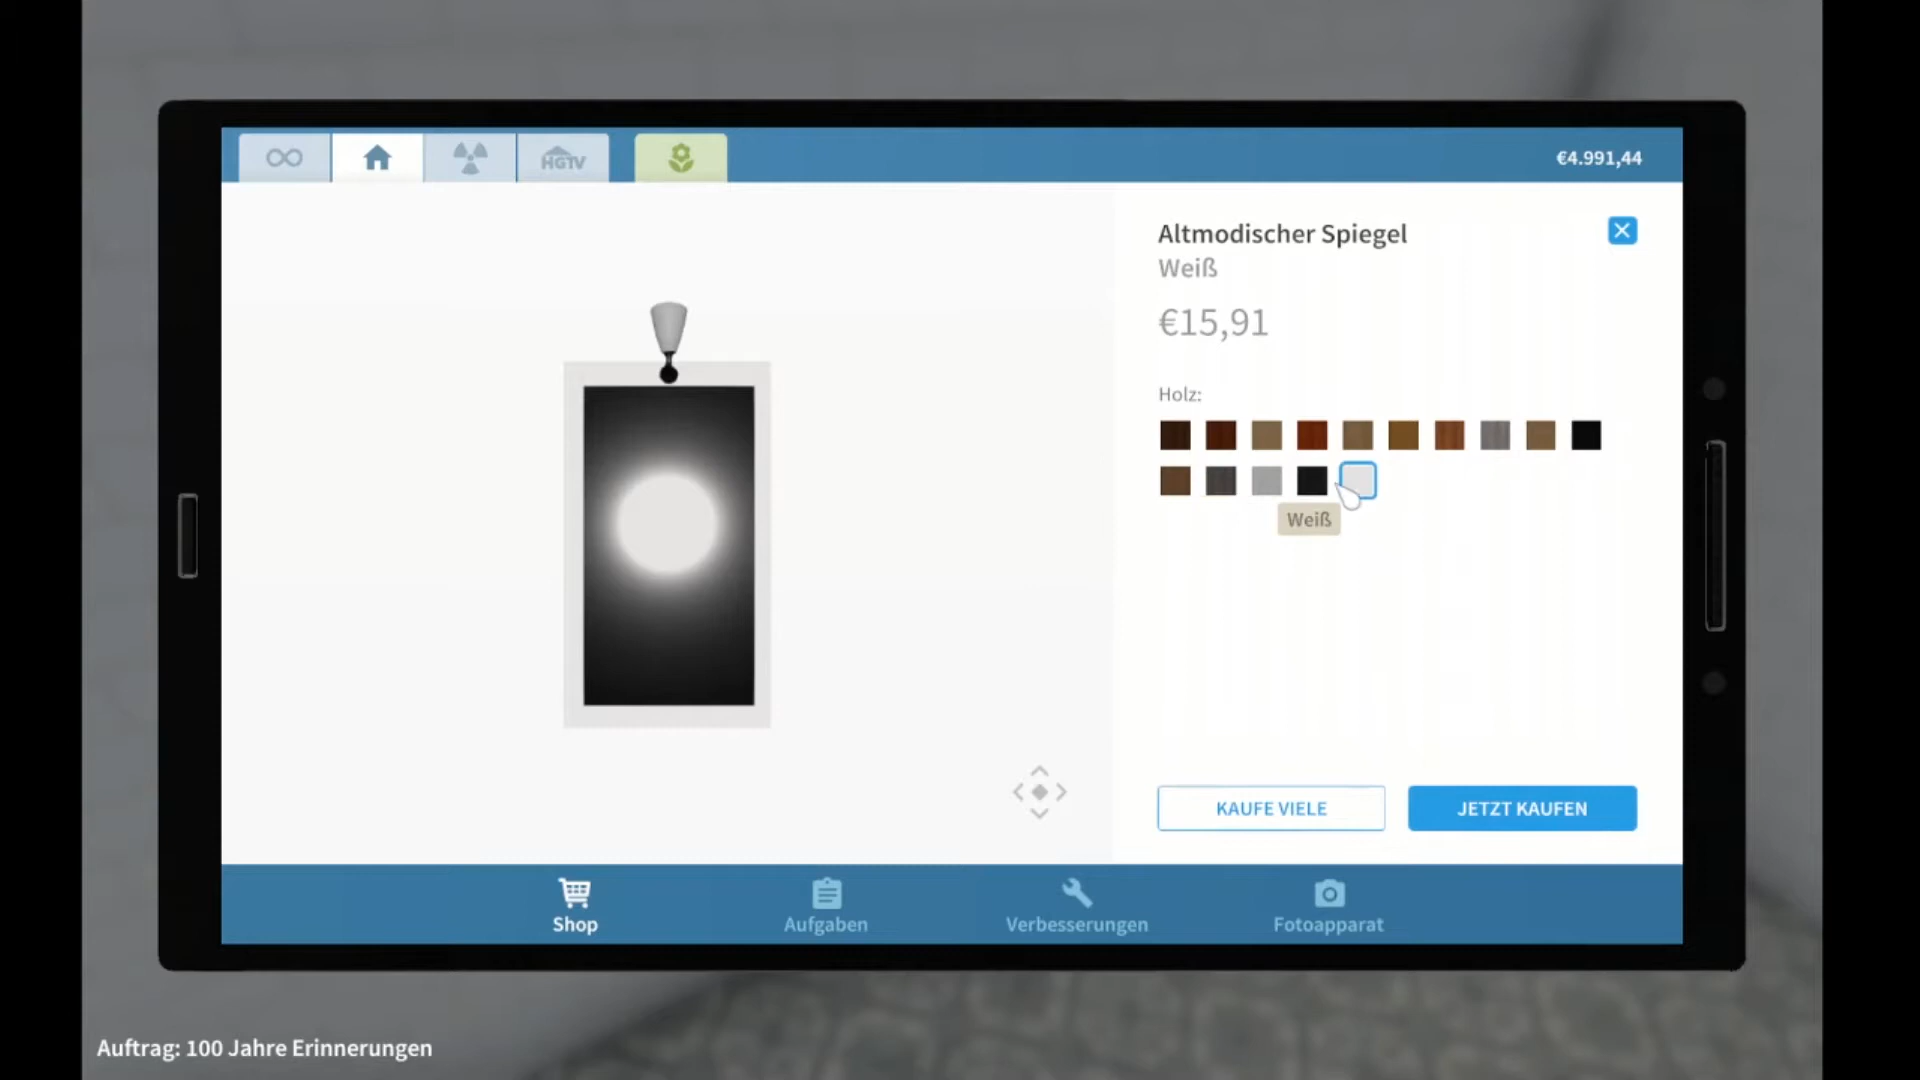 HGTV
€4.991,44
Altmodischer Spiegel
Weiß
€15,91
Holz:
Weiß
KAUFE VIELE
JETZT KAUFEN
Shop
Aufgaben
Verbesserungen
Fotoapparat
Auftrag: 100 Jahre Erinnerungen